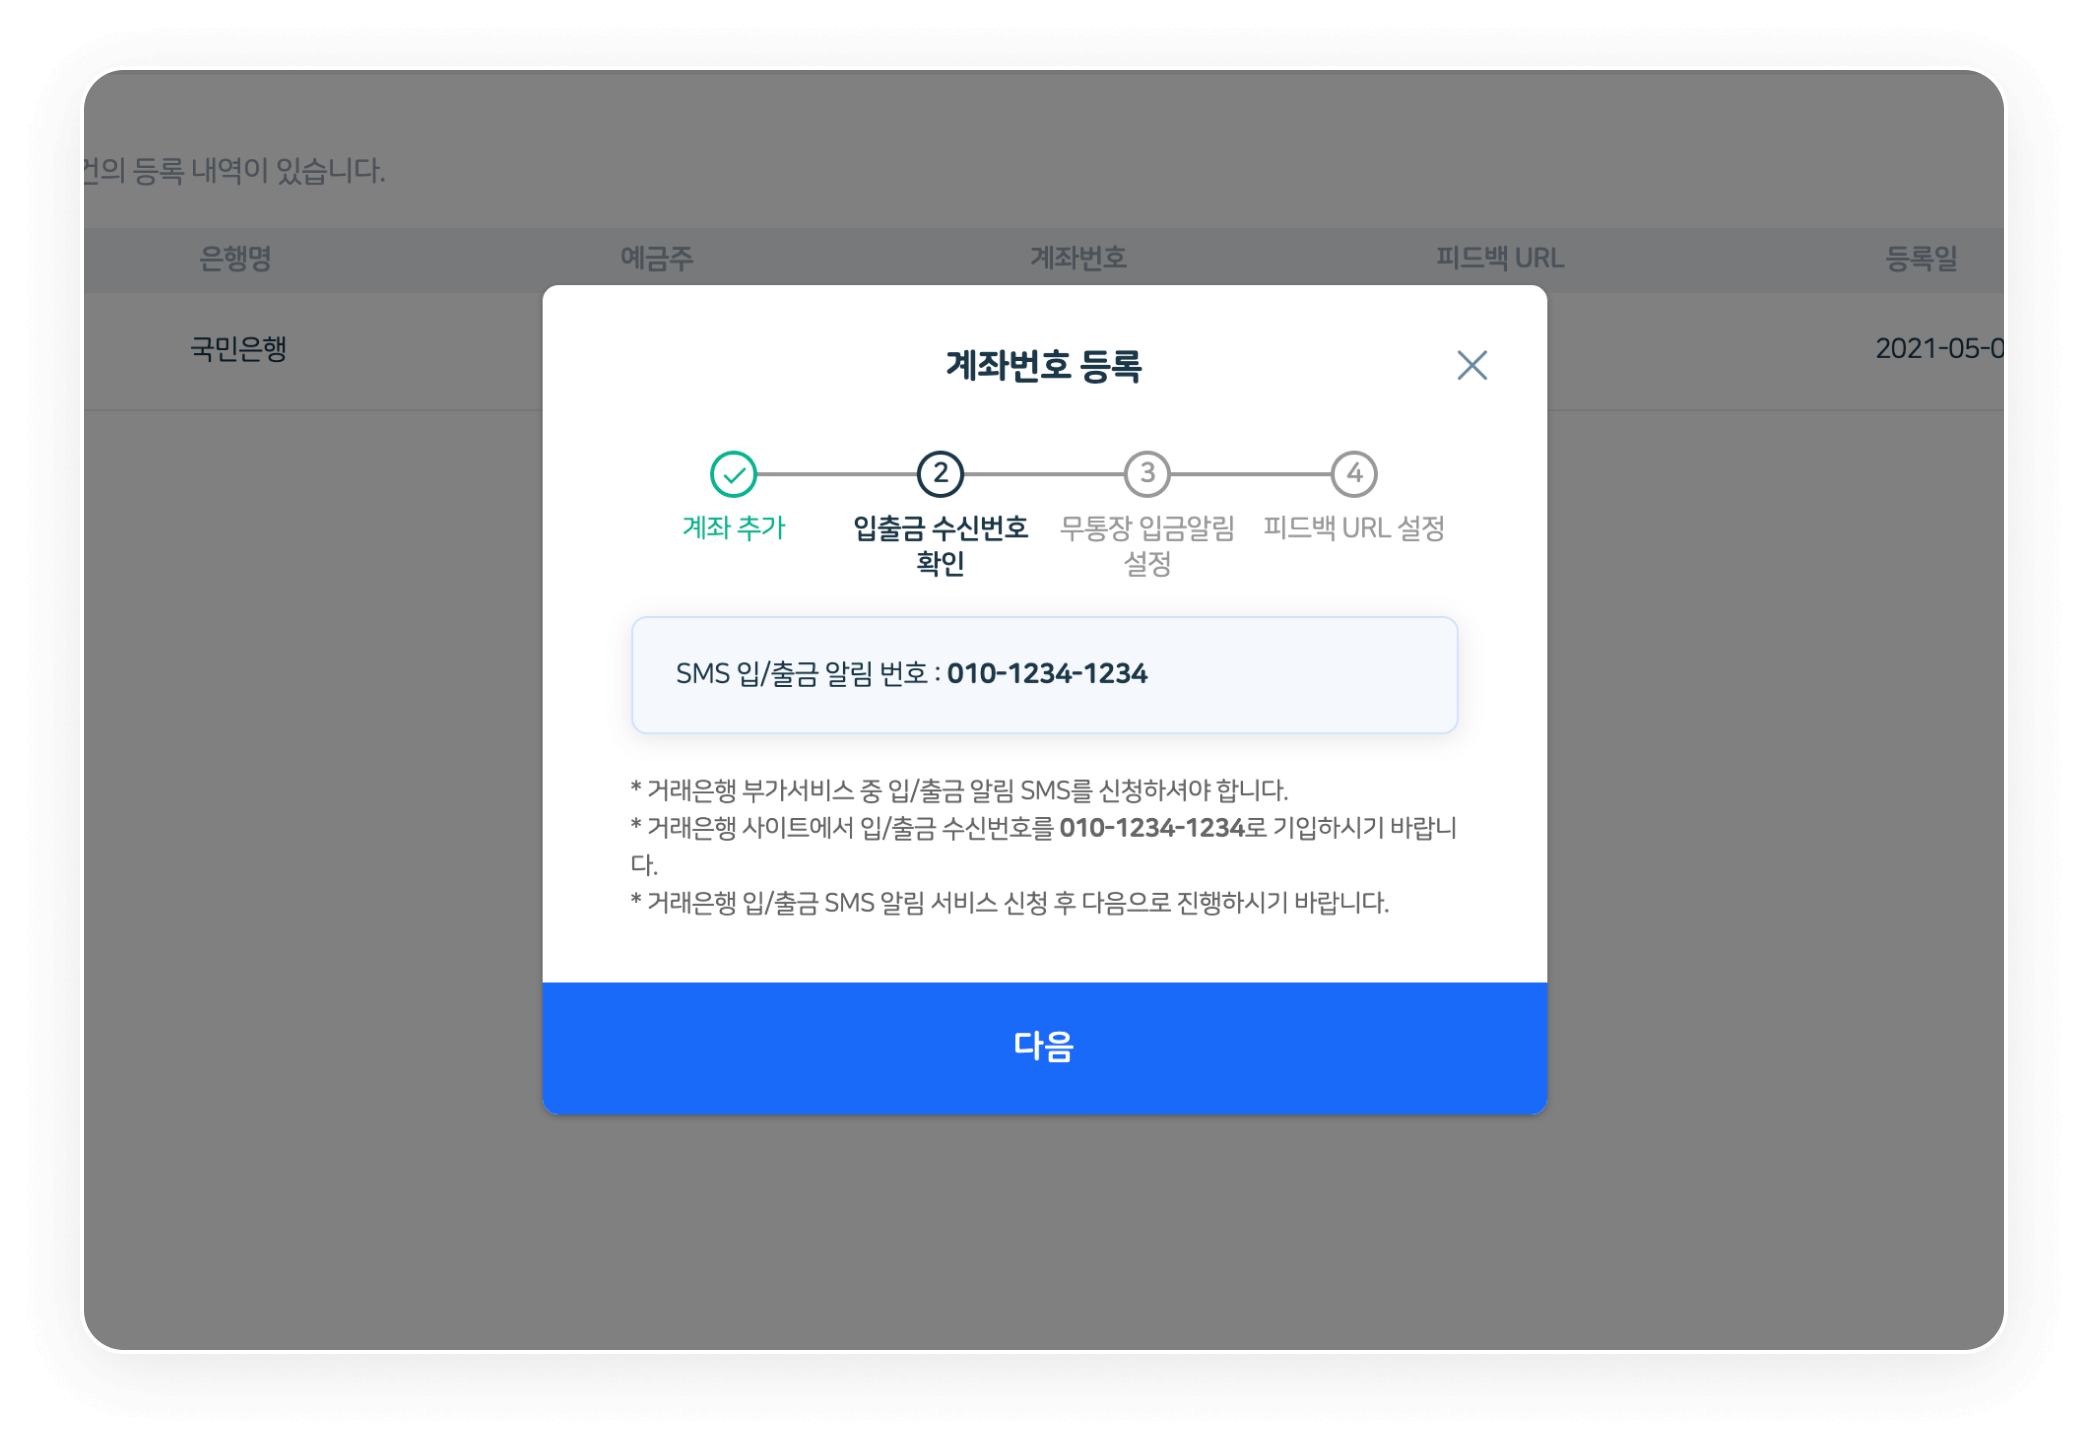 건의 등록 내역이 있습니다.
은행명 예금주 계좌번호 피드백 URL 등록일
국민은행 2021-05-0
계좌번호 등록
2 3 4
계좌 추가 입출금 수신번호 무통장 입금알림 피드백 URL 설정
확인 설정
SMS 입/출금 알림 번호 : 010-1234-1234
* 거래은행 부가서비스 중 입/출금 알림 SMS를 신청하셔야 합니다.
* 거래은행 사이트에서 입/출금 수신번호를 010-1234-1234로 기입하시기 바랍니
다.
* 거래은행 입/출금 SMS 알림 서비스 신청 후 다음으로 진행하시기 바랍니다.
다음